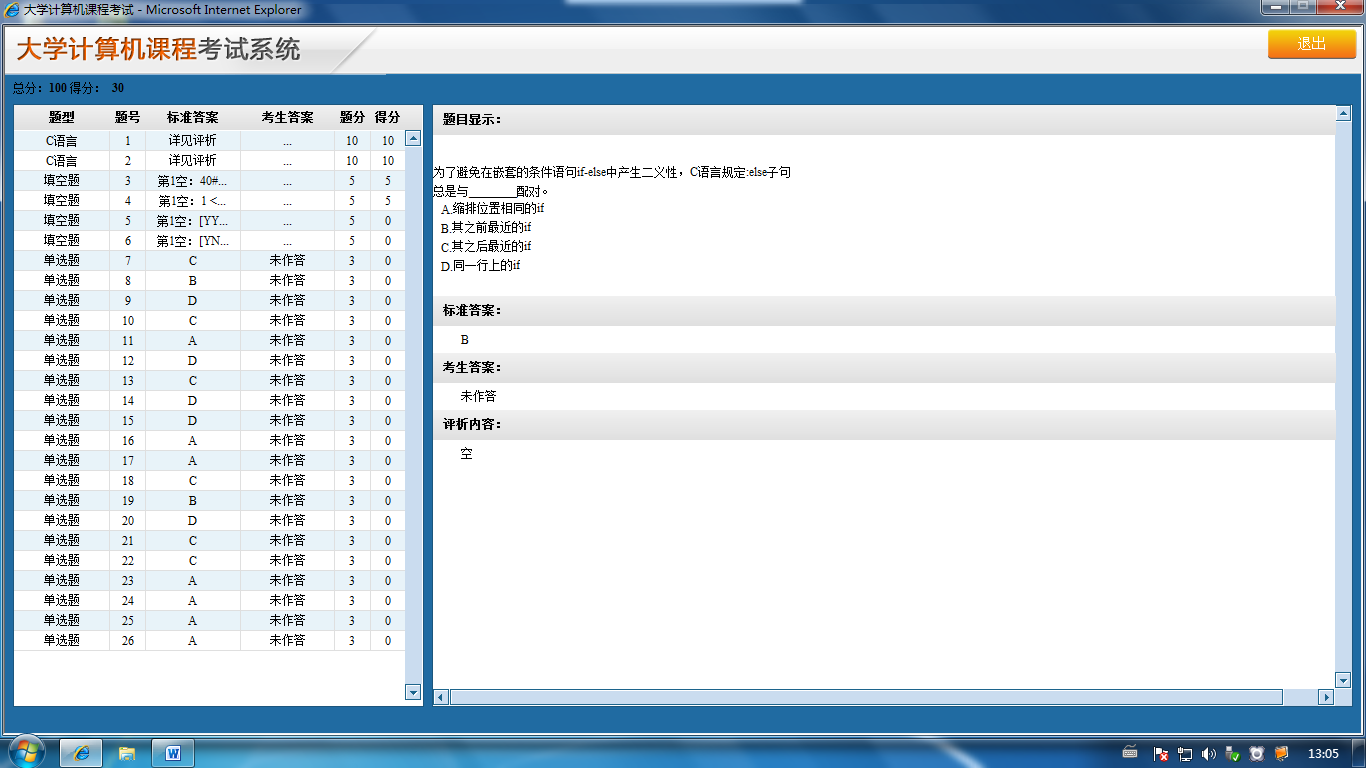 大学计算机课程考试 - Microsoft Internet Explorer
大学计算机课程考试系统
退出
总分: 100 得分: 30
题型 题号 标准答案 考生答案 题分 得分
C语言 1 详见评析 ... 10 10
C语言 2 详见评析 ... 10 10
填空题 3 第1空: 40#... ... 5 5
填空题 4 第1空: 1 <... ... 5 5
填空题 5 第1空: [YY... ... 5 0
填空题 6 第1空: [YN... ... 5 0
单选题 7 C 未作答 3 0
单选题 8 B 未作答 3 0
单选题 9 D 未作答 3 0
单选题 10 C 未作答 3 0
单选题 11 A 未作答 3 0
单选题 12 D 未作答 3 0
单选题 13 C 未作答 3 0
单选题 14 D 未作答 3 0
单选题 15 D 未作答 3 0
单选题 16 A 未作答 3 0
单选题 17 A 未作答 3 0
单选题 18 C 未作答 3 0
单选题 19 B 未作答 3 0
单选题 20 D 未作答 3 0
单选题 21 C 未作答 3 0
单选题 22 C 未作答 3 0
单选题 23 A 未作答 3 0
单选题 24 A 未作答 3 0
单选题 25 A 未作答 3 0
单选题 26 A 未作答 3 0
题目显示:
为了避免在嵌套的条件语句if-else中产生二义性，C语言规定:else子句
总是与________配对。
A.缩排位置相同的if
B.其之前最近的if
C.其之后最近的if
D.同一行上的if
标准答案:
B
考生答案:
未作答
评析内容:
空
13:05